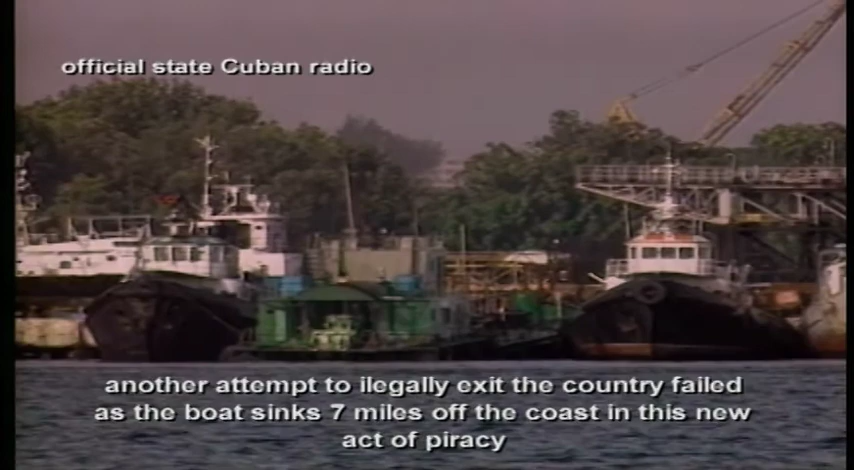 official state Cuban radio
another attempt to ilegally exit the country failed
as the boat sinks 7 miles off the coast in this new
act of piracy